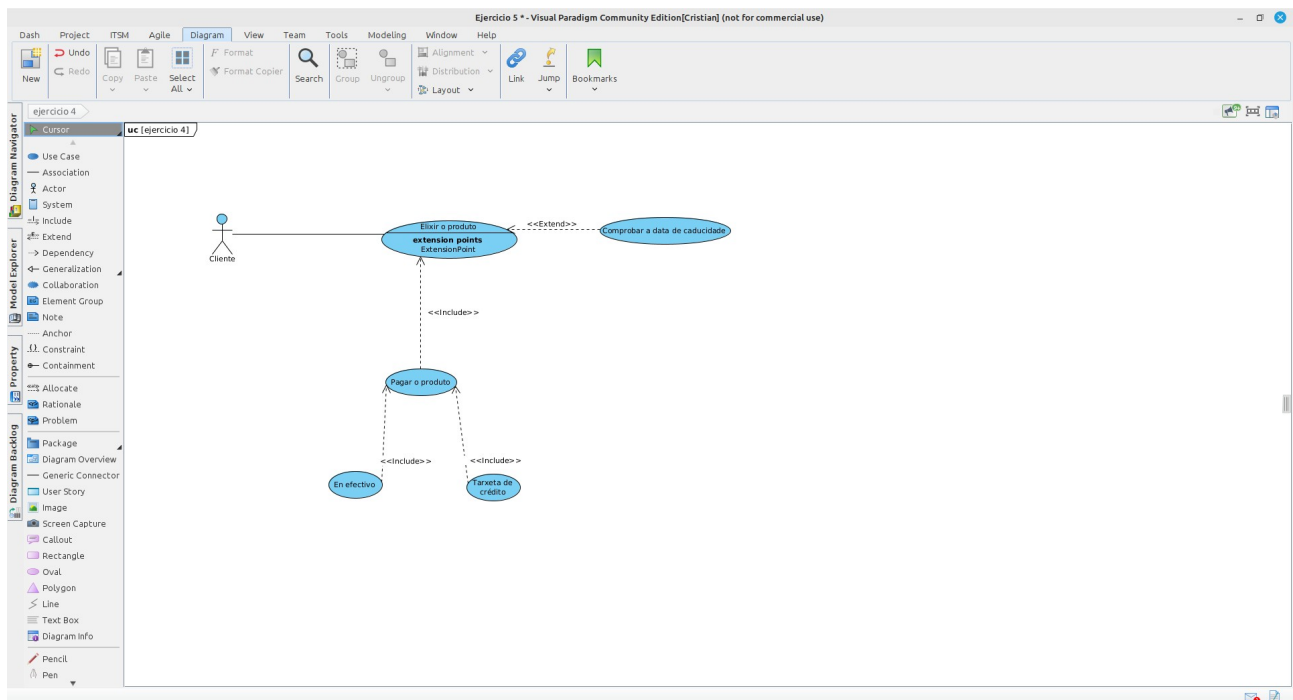 Ejercicio 5 * - Visual Paradigm Community Edition[Cristian] (not for commercial use)
Dash Project ITSM Agile Diagram View Team Tools Modeling Window Help
New
Undo
Redo
Copy
Paste
Select
All
Format
Format Copier
Search
Group
Ungroup
Alignment
Distribution
Layout
Link
Jump
Bookmarks
ejercicio 4
Diagram Navigator
Model Explorer
Property
Diagram Backlog
Cursor
Use Case
Association
Actor
System
Include
Extend
Dependency
Generalization
Collaboration
Element Group
Note
Anchor
Constraint
Containment
Allocate
Rationale
Problem
Package
Diagram Overview
Generic Connector
User Story
Image
Screen Capture
Callout
Rectangle
Oval
Polygon
Line
Text Box
Diagram Info
Pencil
Pen
uc [ejercicio 4]
Cliente
Elixir o produto
extension points
ExtensionPoint
<<Extend>>
Comprobar a data de caducidade
<<Include>>
Pagar o produto
<<Include>>
<<Include>>
En efectivo
Tarxeta de
crédito